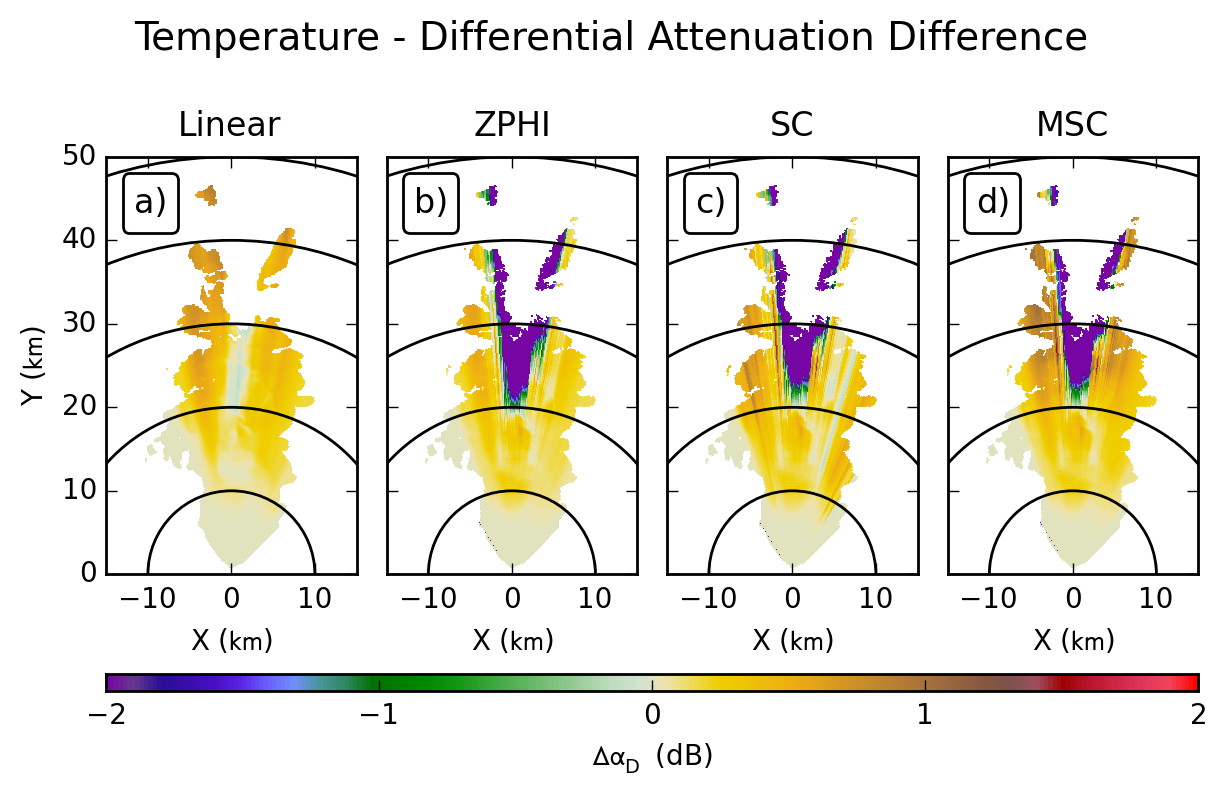 Temperature - Differential Attenuation Difference
Linear ZPHI SC MSC
a) b) c) d)
50
40
30
20
10
0
Y (km)
−10 0 10 −10 0 10 −10 0 10 −10 0 10
X (km) X (km) X (km) X (km)
−2 −1 0 1 2
Δα_D (dB)